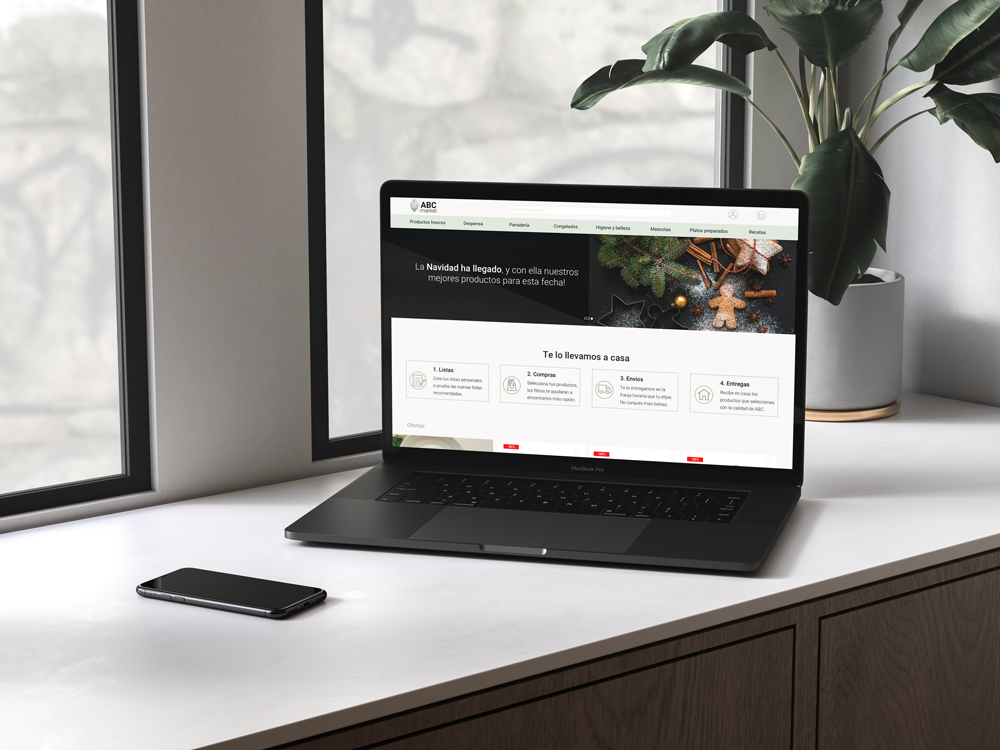 ABC
market
Productos frescos
Despensa
Panadería
Congelados
Higiene y belleza
Mascotas
Platos preparados
Recetas
La Navidad ha llegado, y con ella nuestros
mejores productos para esta fecha!
Te lo llevamos a casa
1. Listas
Crea tus listas personales
o prueba las nuevas listas
recomendadas.
2. Compras
Selecciona tus productos,
los filtros te ayudaran a
encontrarlos más rapido.
3. Envíos
Te lo entregamos en la
franja horaria que tu elijas.
No cargues más bolsas.
4. Entregas
Recibe en casa los
productos que seleccionas
con la calidad de ABC.
Ofertas
MacBook Pro